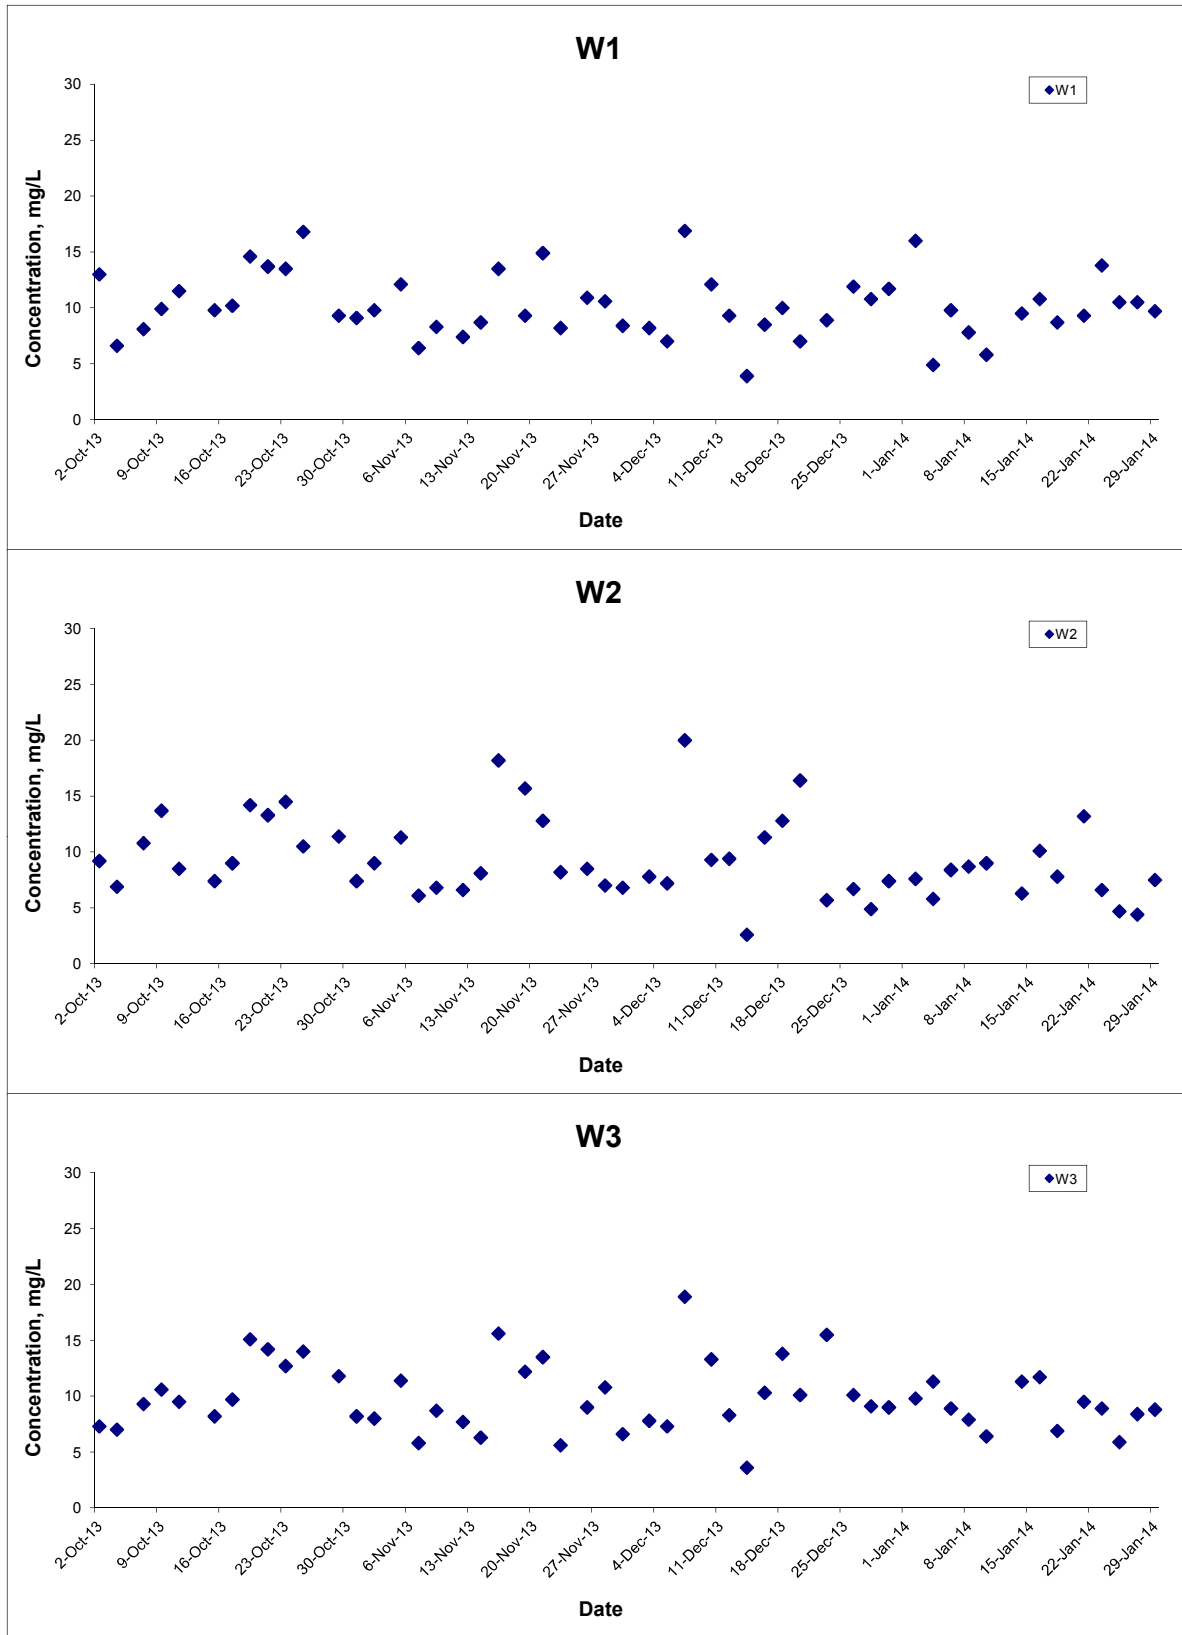 W1
W1
30
25
20
15
10
5
0
Concentration, mg/L
2-Oct-13
9-Oct-13
16-Oct-13
23-Oct-13
30-Oct-13
6-Nov-13
13-Nov-13
20-Nov-13
27-Nov-13
4-Dec-13
11-Dec-13
18-Dec-13
25-Dec-13
1-Jan-14
8-Jan-14
15-Jan-14
22-Jan-14
29-Jan-14
Date
W2
W2
30
25
20
15
10
5
0
Concentration, mg/L
2-Oct-13
9-Oct-13
16-Oct-13
23-Oct-13
30-Oct-13
6-Nov-13
13-Nov-13
20-Nov-13
27-Nov-13
4-Dec-13
11-Dec-13
18-Dec-13
25-Dec-13
1-Jan-14
8-Jan-14
15-Jan-14
22-Jan-14
29-Jan-14
Date
W3
W3
30
25
20
15
10
5
0
Concentration, mg/L
2-Oct-13
9-Oct-13
16-Oct-13
23-Oct-13
30-Oct-13
6-Nov-13
13-Nov-13
20-Nov-13
27-Nov-13
4-Dec-13
11-Dec-13
18-Dec-13
25-Dec-13
1-Jan-14
8-Jan-14
15-Jan-14
22-Jan-14
29-Jan-14
Date